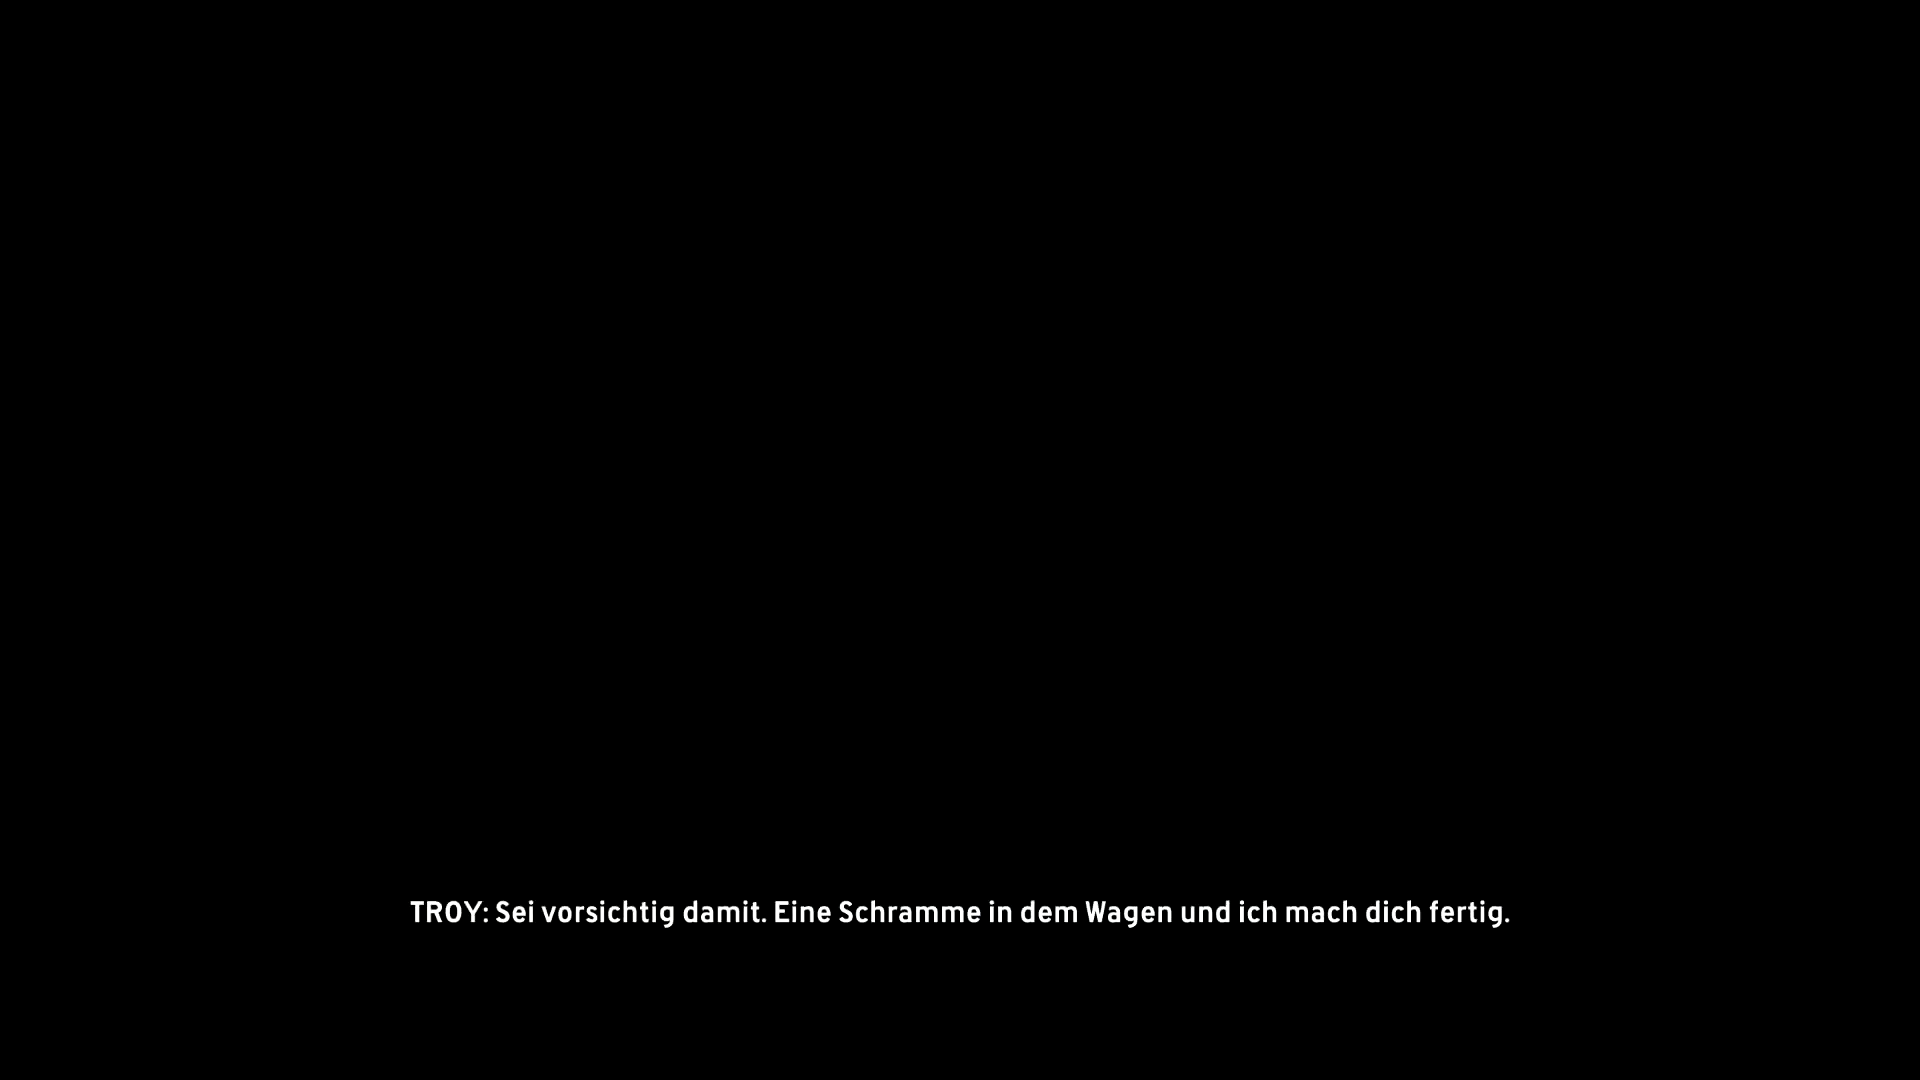 TROY: Sei vorsichtig damit. Eine Schramme in dem Wagen und ich mach dich fertig.